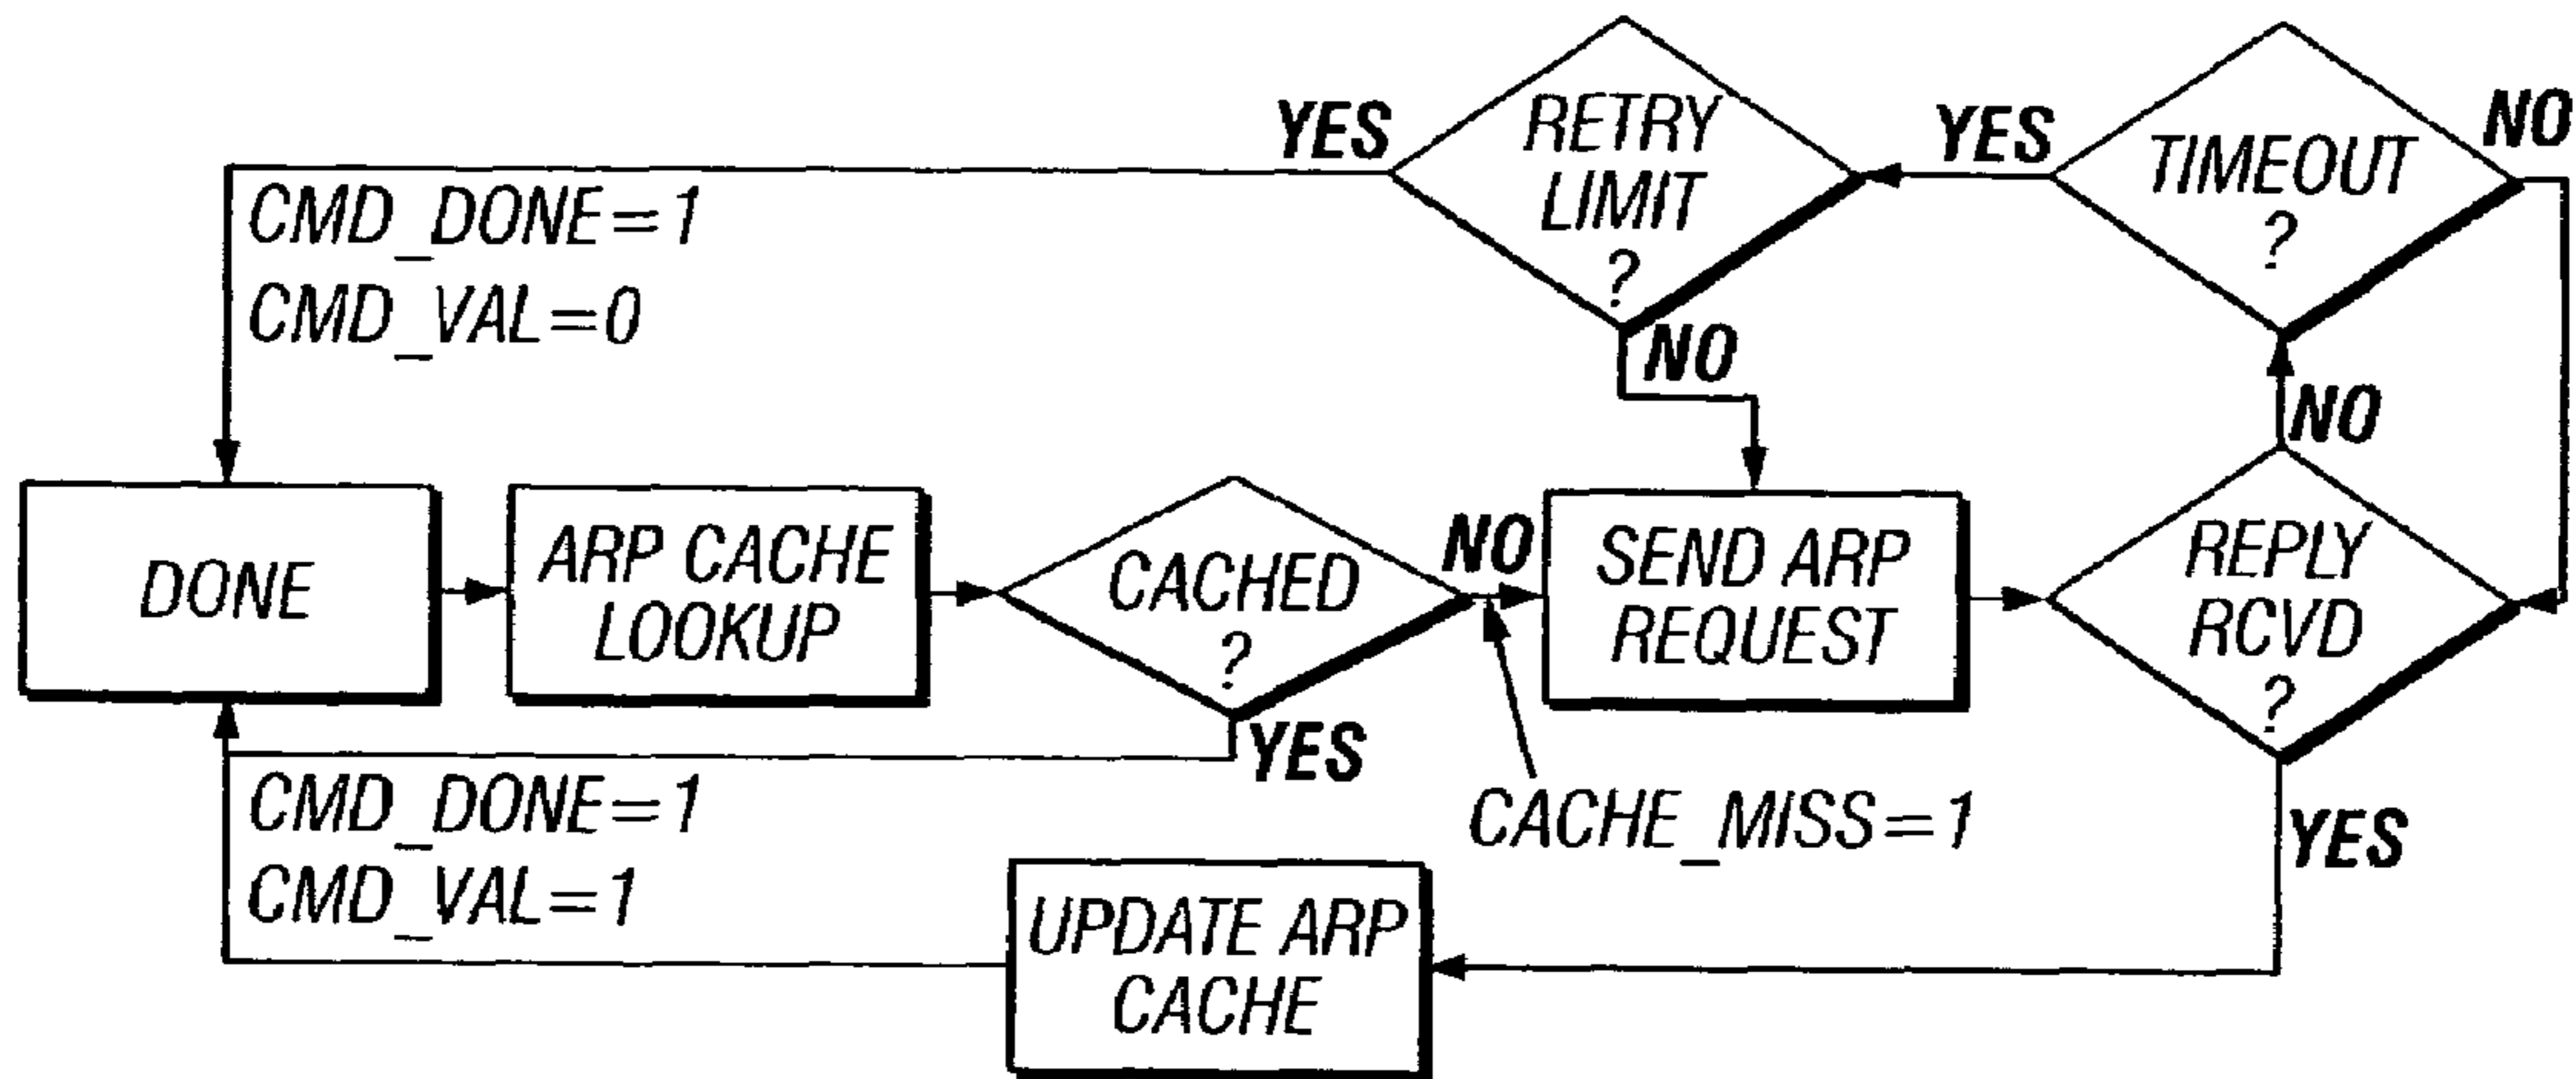 YES
RETRY
LIMIT
?
YES
TIMEOUT
?
NO
CMD_DONE=1
CMD_VAL=0
NO
NO
DONE
ARP CACHE
LOOKUP
CACHED
?
NO
SEND ARP
REQUEST
REPLY
RCVD
?
YES
CMD_DONE=1
CMD_VAL=1
CACHE_MISS=1
YES
UPDATE ARP
CACHE